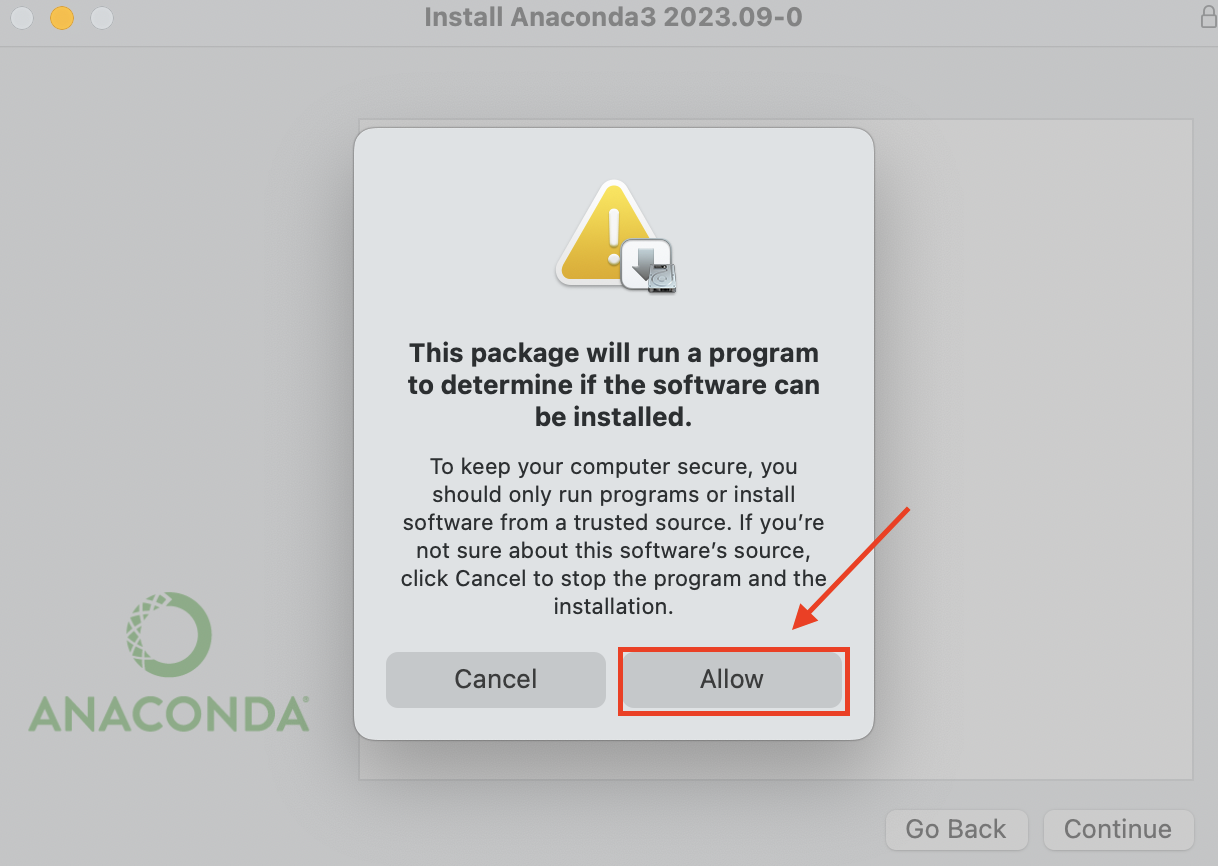 Install Anaconda3 2023.09-0
This package will run a program
to determine if the software can
be installed.
To keep your computer secure, you
should only run programs or install
software from a trusted source. If you’re
not sure about this software’s source,
click Cancel to stop the program and the
installation.
Cancel
Allow
ANACONDA®
Go Back
Continue